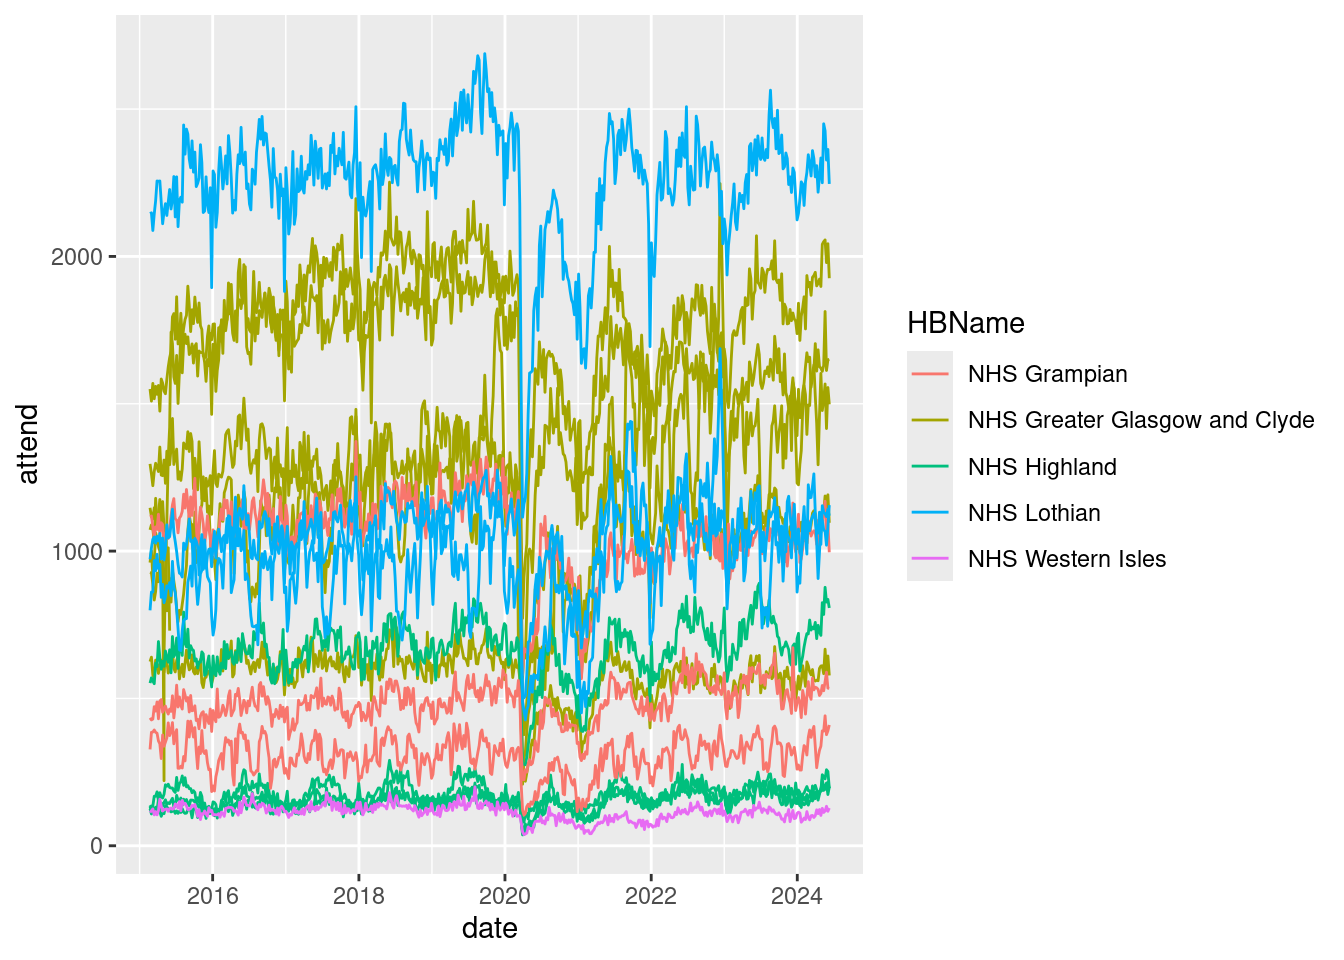 attend
2000
1000
0
2016 2018 2020 2022 2024
date
HBName
NHS Grampian
NHS Greater Glasgow and Clyde
NHS Highland
NHS Lothian
NHS Western Isles